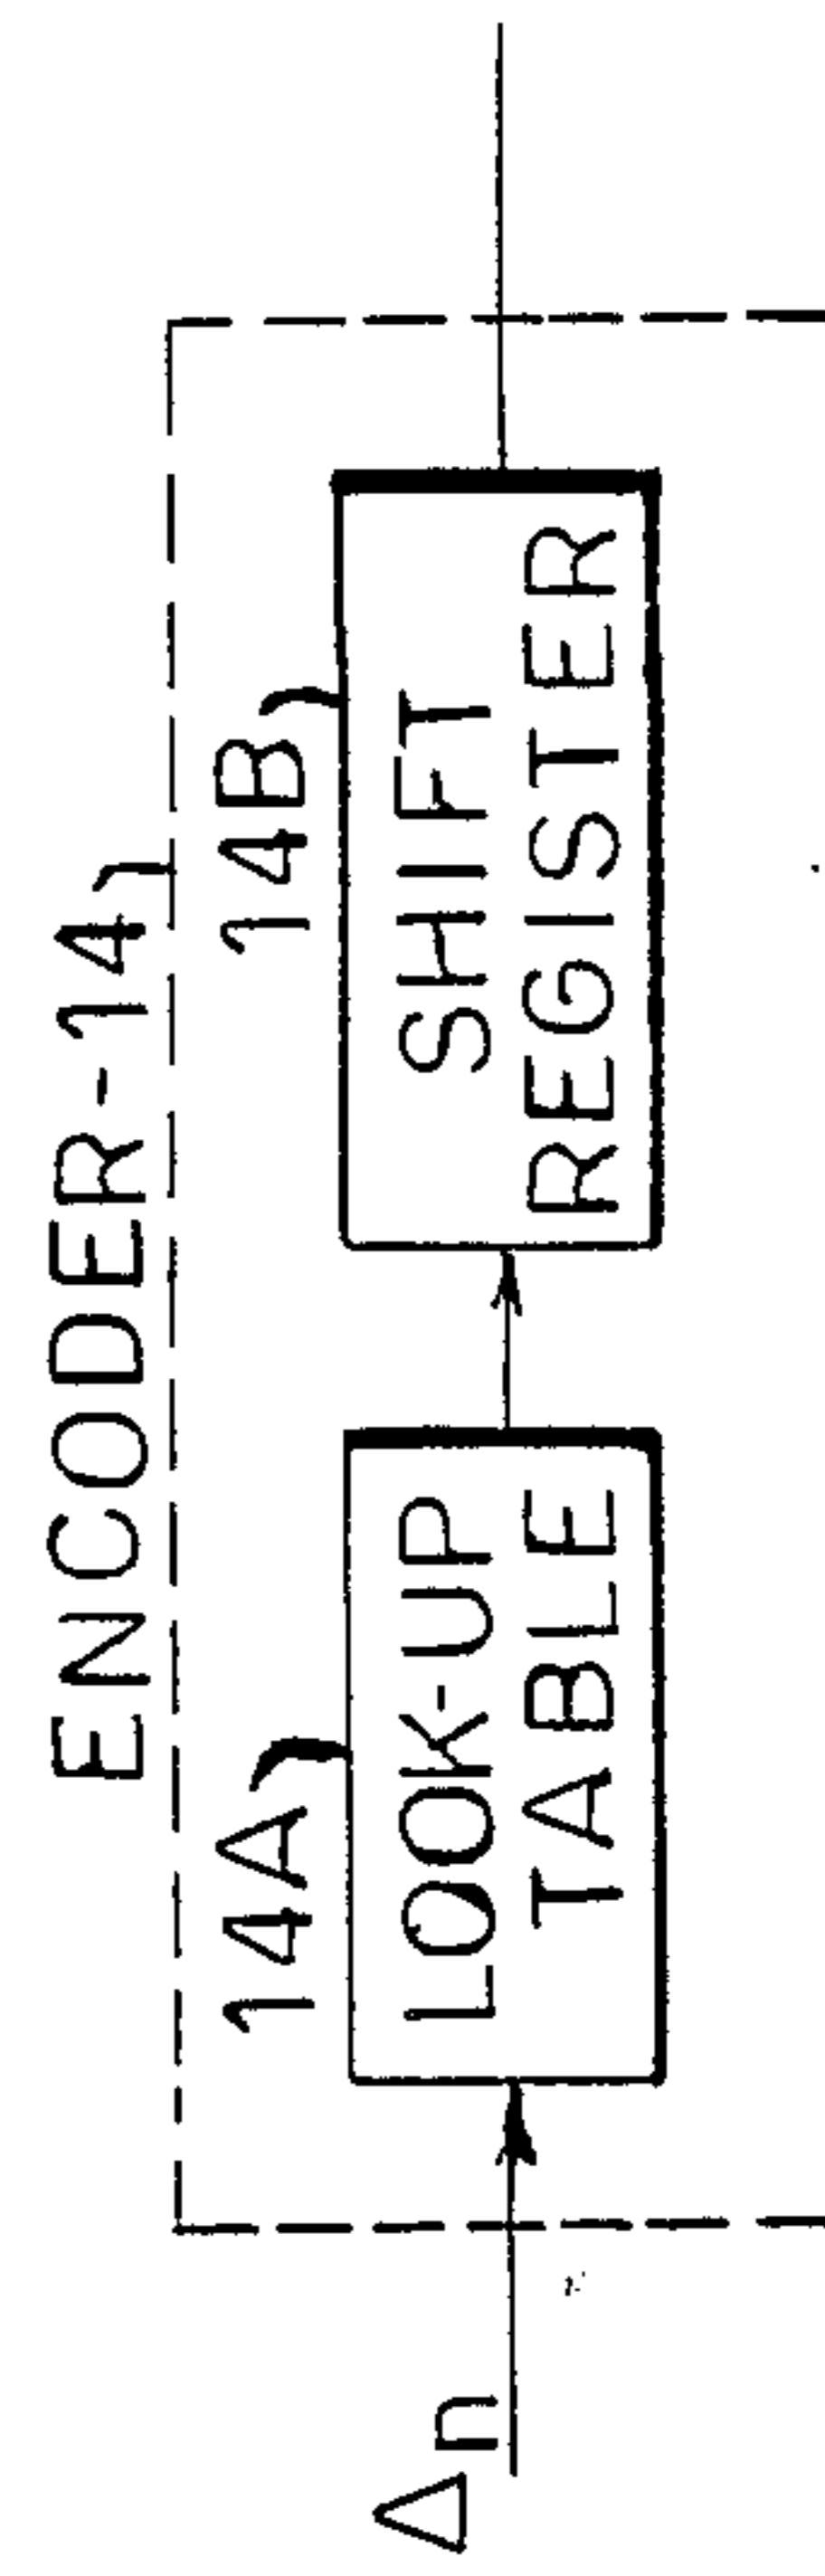 ENCODER-14
14A
14B
Δn
LOOK-UP
TABLE
SHIFT
REGISTER